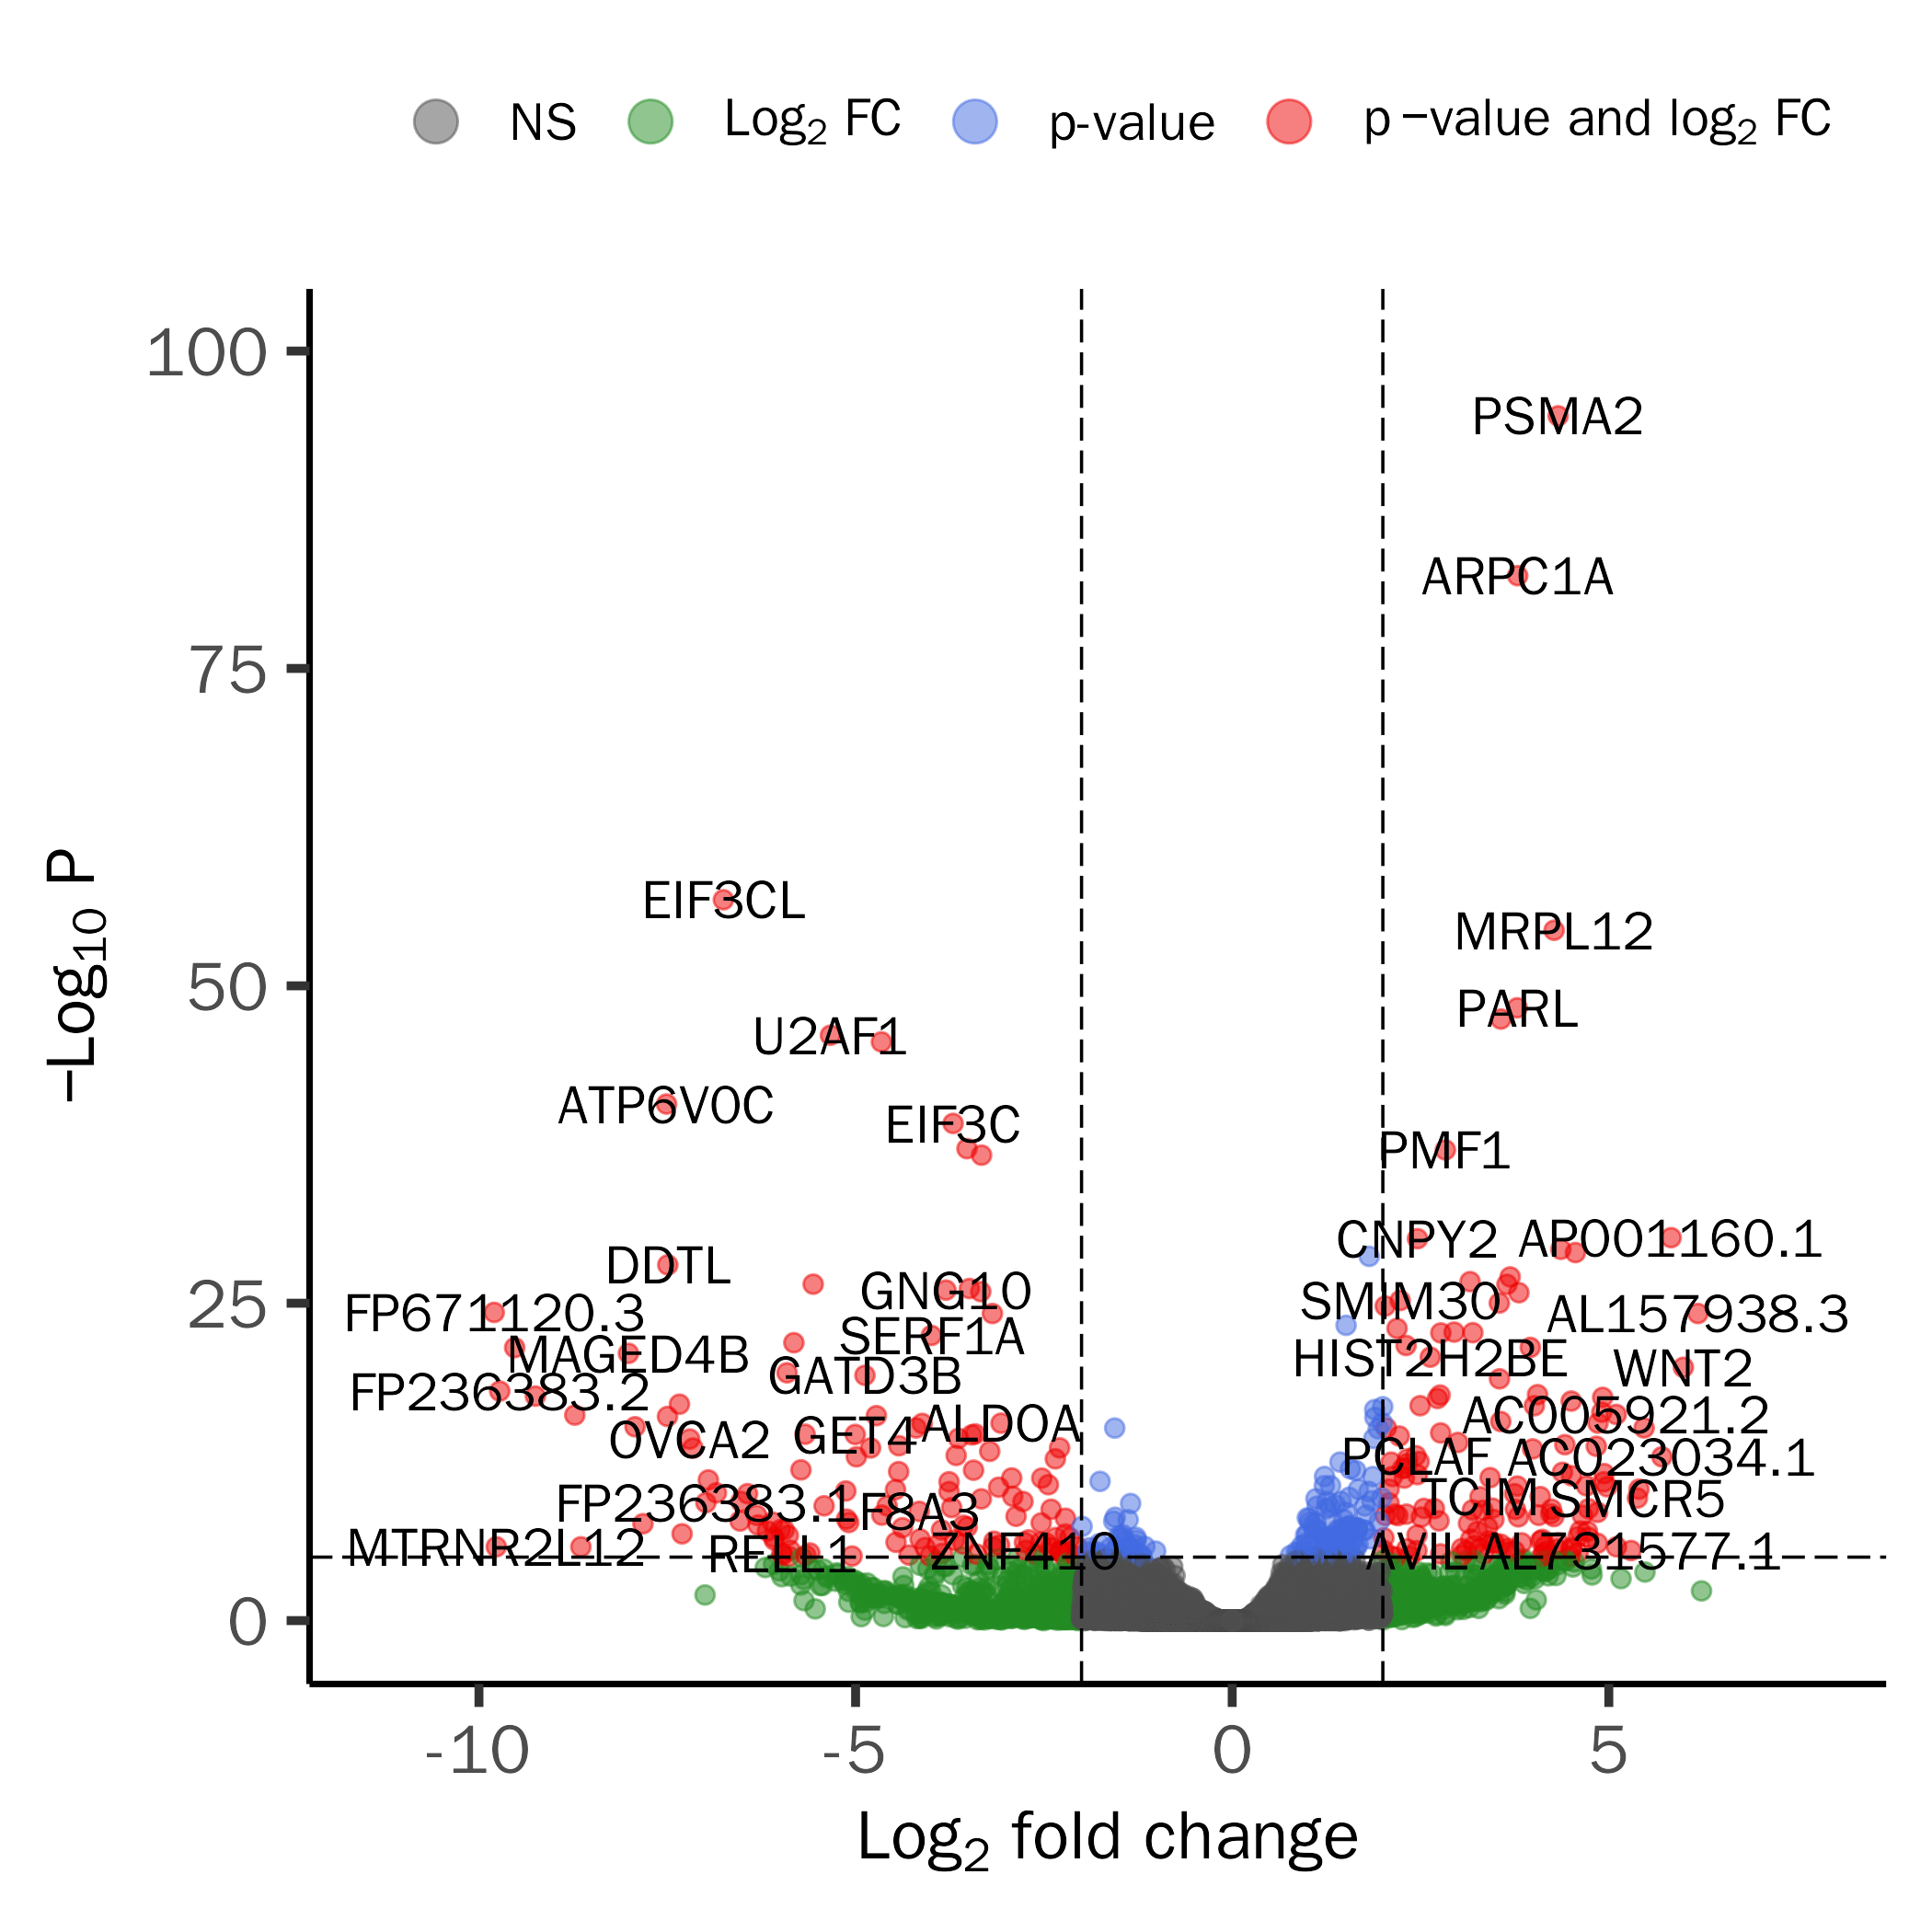 NS Log2 FC p-value p −value and log2 FC
−Log10 P
100
75
50
25
0
PSMA2
ARPC1A
EIF3CL
MRPL12
PARL
U2AF1
ATP6V0C
EIF3C
PMF1
CNPY2 AP001160.1
DDTL
GNG10
SMIM30
FP671120.3
AL157938.3
SERF1A
MAGED4B
HIST2H2BE
WNT2
GATD3B
FP236383.2
AC005921.2
ALDOA
GET4
OVCA2
PCLAF AC023034.1
TCIM SMCR5
FP236383.1
F8A3
MTRNR2L12
RELL1
ZNF410
AVIL AL731577.1
-10 -5 0 5
Log2 fold change